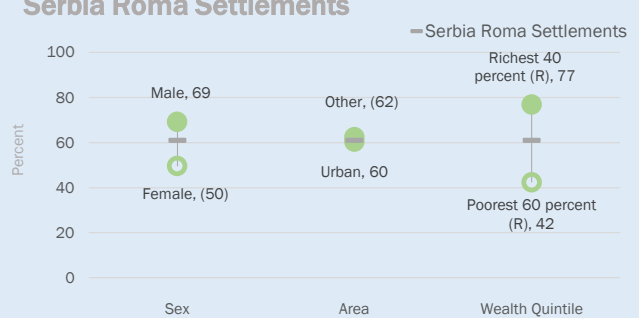 Serbia Roma Settlements
Serbia Roma Settlements
Percent
100
80
60
40
20
0
Male, 69
Female, (50)
Other, (62)
Urban, 60
Richest 40
percent (R), 77
Poorest 60 percent
(R), 42
Sex
Area
Wealth Quintile